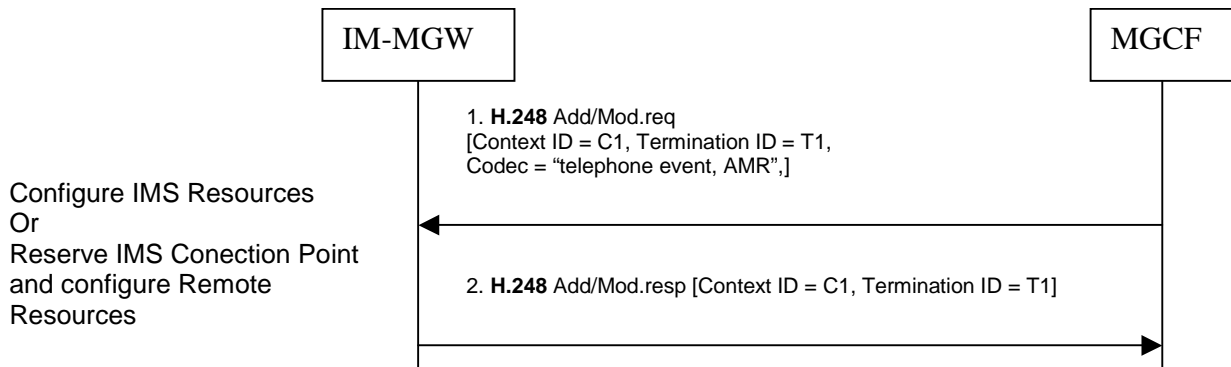 IM-MGW
MGCF
1. H.248 Add/Mod.req
[Context ID = C1, Termination ID = T1,
Codec = “telephone event, AMR”,]
Configure IMS Resources
Or
Reserve IMS Conection Point
and configure Remote
Resources
2. H.248 Add/Mod.resp [Context ID = C1, Termination ID = T1]